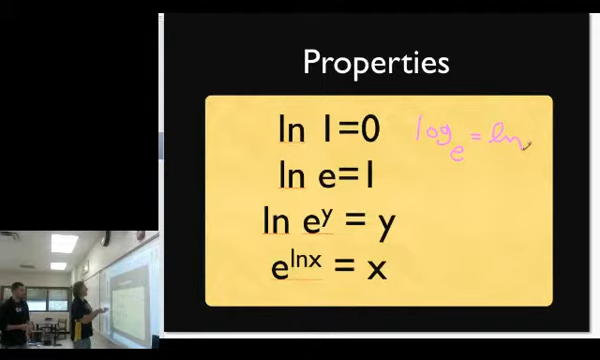 Properties
ln 1=0
log_e = ln
ln e=1
ln e^y = y
e^lnx = x